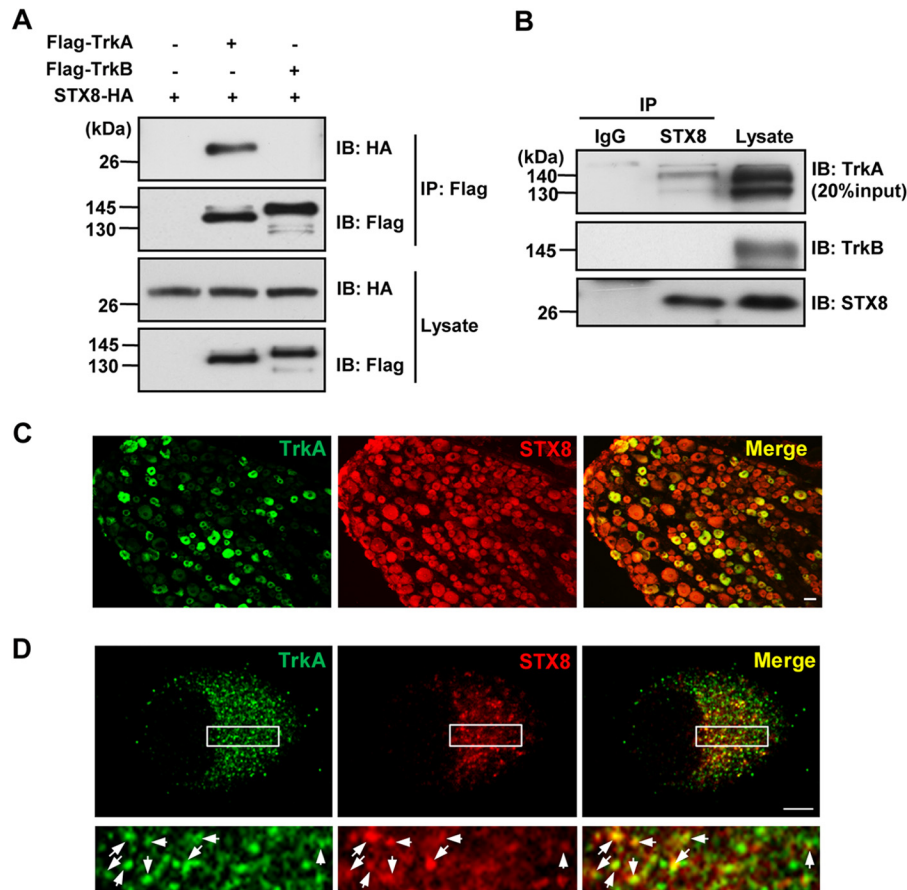 A
Flag-TrkA - + -
Flag-TrkB - - +
STX8-HA + + +
(kDa)
26
IB: HA
145
130
IB: Flag
IP: Flag
26
IB: HA
145
130
IB: Flag
Lysate
B
IP
IgG STX8 Lysate
(kDa)
140
130
IB: TrkA
(20%input)
145
IB: TrkB
26
IB: STX8
C
TrkA STX8 Merge
D
TrkA STX8 Merge